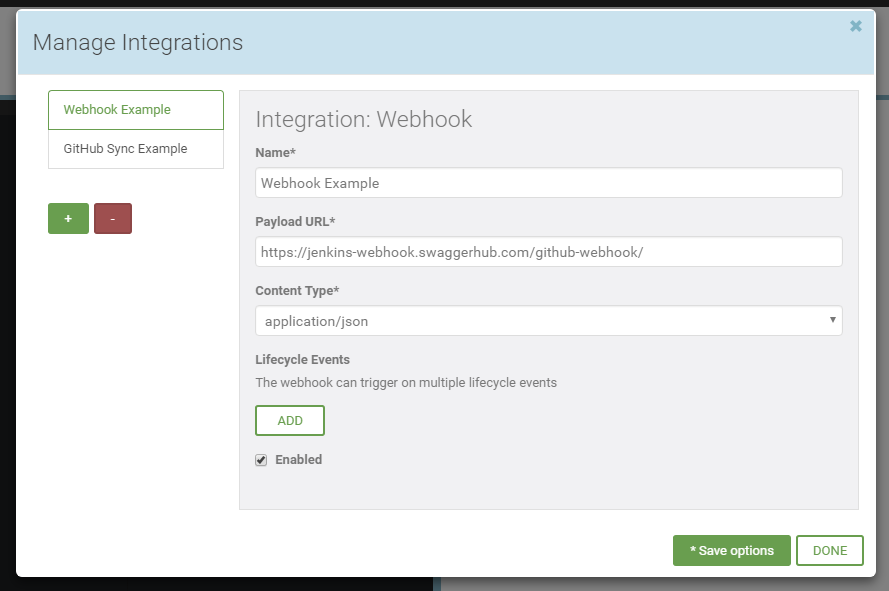 Manage Integrations
Webhook Example
GitHub Sync Example
+
-
Integration: Webhook
Name*
Webhook Example
Payload URL*
https://jenkins-webhook.swaggerhub.com/github-webhook/
Content Type*
application/json
Lifecycle Events
The webhook can trigger on multiple lifecycle events
ADD
Enabled
* Save options
DONE